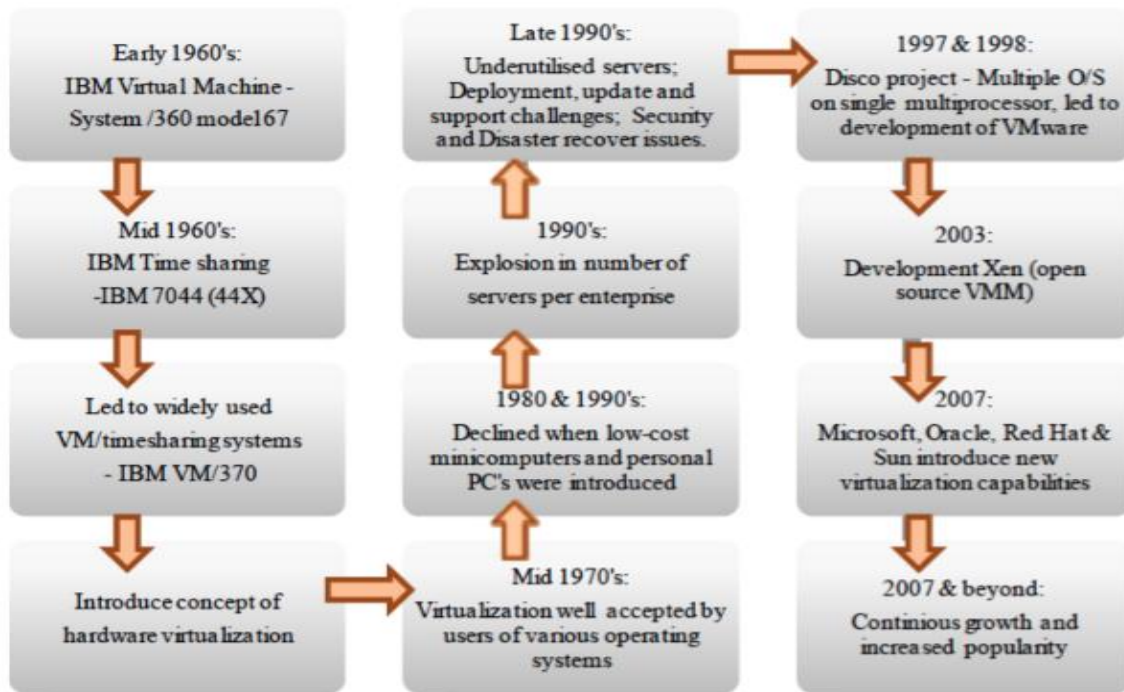 Early 1960's:
IBM Virtual Machine -
System /360 model67
Mid 1960's:
IBM Time sharing
-IBM 7044 (44X)
Led to widely used
VM/timesharing systems
- IBM VM/370
Introduce concept of
hardware virtualization
Mid 1970's:
Virtualization well accepted by
users of various operating
systems
1980 & 1990's:
Declined when low-cost
minicomputers and personal
PC's were introduced
1990's:
Explosion in number of
servers per enterprise
Late 1990's:
Underutilised servers;
Deployment, update and
support challenges; Security
and Disaster recover issues.
1997 & 1998:
Disco project - Multiple O/S
on single multiprocessor, led to
development of VMware
2003:
Development Xen (open
source VMM)
2007:
Microsoft, Oracle, Red Hat &
Sun introduce new
virtualization capabilities
2007 & beyond:
Continious growth and
increased popularity